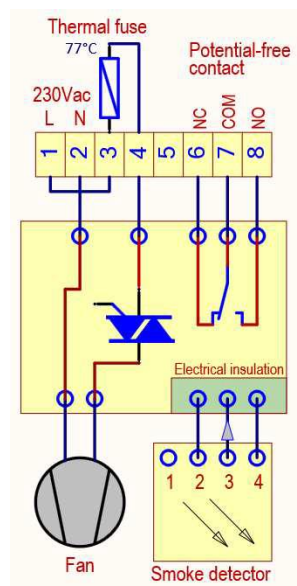 Thermal fuse
77°C
Potential-free
contact
230Vac
L N
NC COM NO
1 2 3 4 5 6 7 8
Electrical insulation
1 2 3 4
Fan
Smoke detector